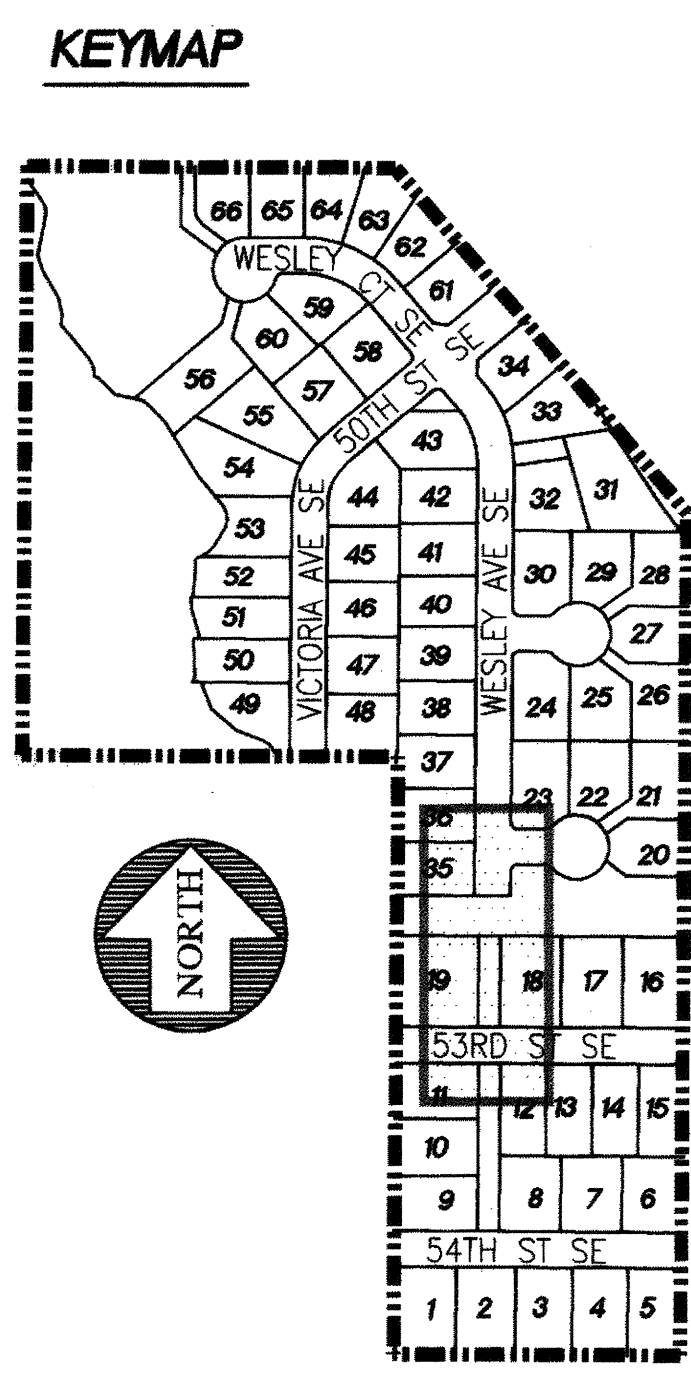 KEYMAP
66 65 64 63
62
WESLEY CT SE
61
59
60 58
50TH ST SE
34
56 57
55
33
43
54
44 42 32 31
53
45 41
52 30 29 28
51 46 40
27
50 47 39
VICTORIA AVE SE
WESLEY AVE SE
49 48 38 24 25 26
37
23 22 21
36
35 20
NORTH
19 18 17 16
53RD ST SE
11 12 13 14 15
10
9 8 7 6
54TH ST SE
1 2 3 4 5